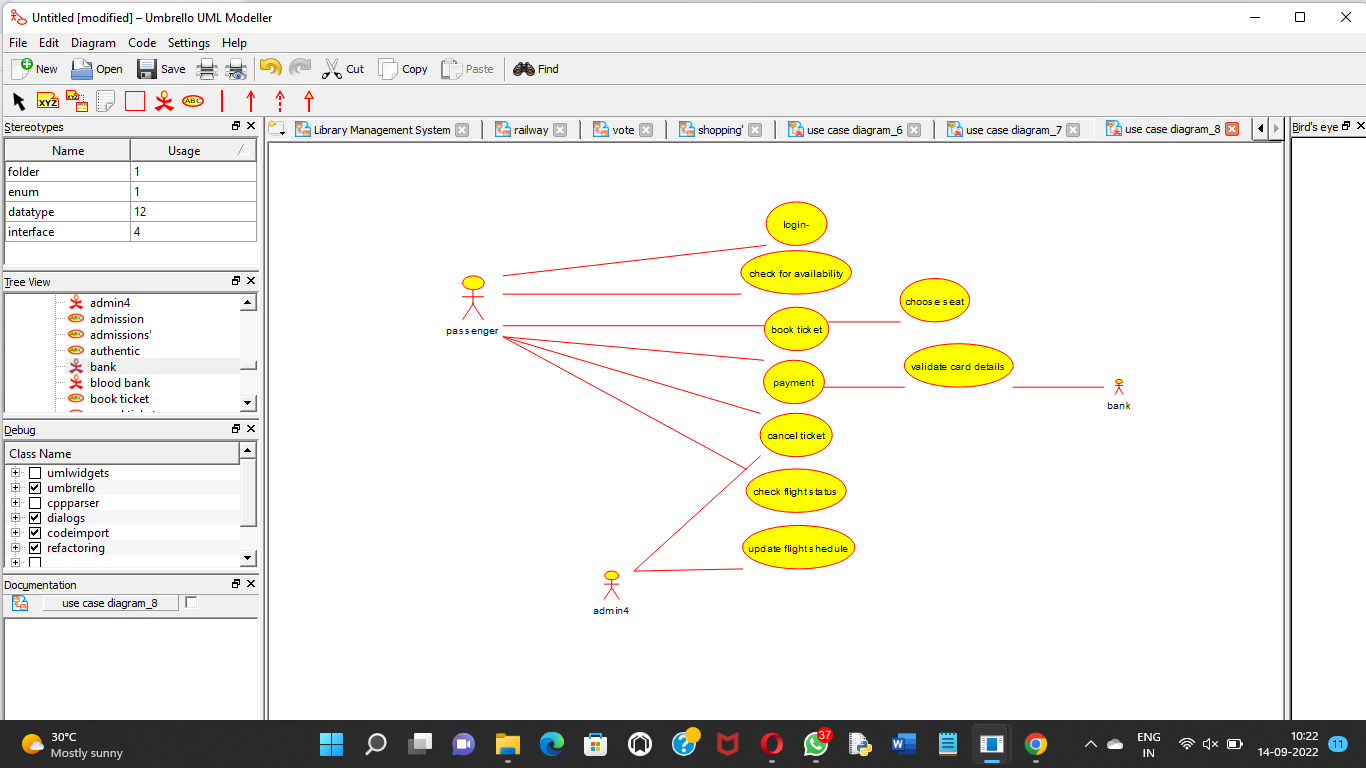 Untitled [modified] – Umbrello UML Modeller
File Edit Diagram Code Settings Help
New Open Save Cut Copy Paste Find
XYZ XYZ ABC
Stereotypes
Name Usage
folder 1
enum 1
datatype 12
interface 4
Tree View
admin4
admission
admissions'
authentic
bank
blood bank
book ticket
Debug
Class Name
umlwidgets
umbrello
cppparser
dialogs
codeimport
refactoring
Documentation
use case diagram_8
Library Management System railway vote shopping' use case diagram_6 use case diagram_7 use case diagram_8
Bird's eye
login-
check for availability
passenger
choose seat
book ticket
validate card details
payment
bank
cancel ticket
check flight status
update flight shedule
admin4
30°C
Mostly sunny
37
ENG
IN
10:22
14-09-2022
11